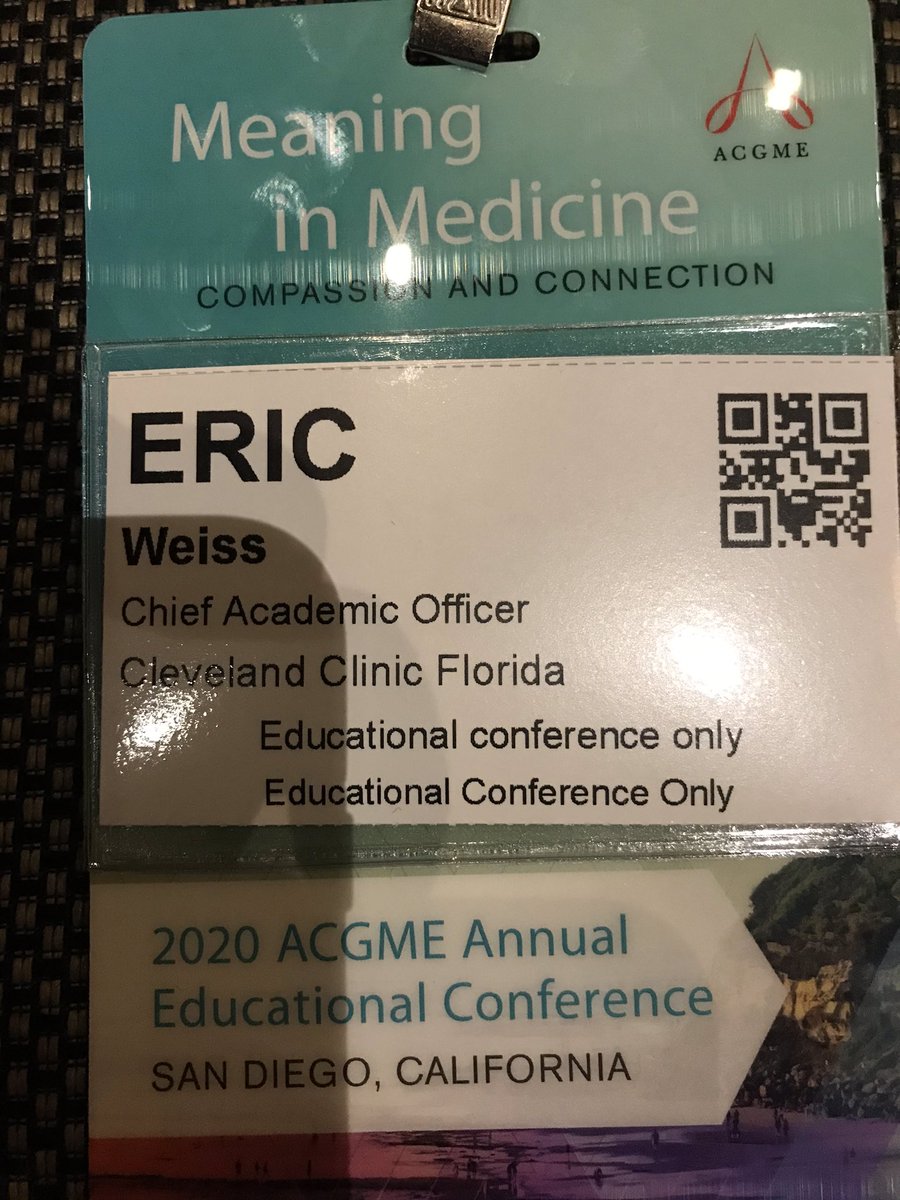 Meaning
in Medicine
ACGME
COMPASSION AND CONNECTION
ERIC
Weiss
Chief Academic Officer
Cleveland Clinic Florida
Educational conference only
Educational Conference Only
2020 ACGME Annual
Educational Conference
SAN DIEGO, CALIFORNIA